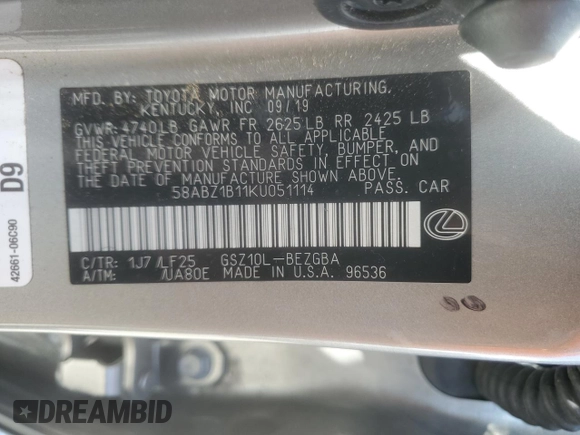 MFD. BY: TOYOTA MOTOR MANUFACTURING,
KENTUCKY, INC. 09/19
GVWR: 4740LB GAWR FR 2625LB RR 2425 LB
THIS VEHICLE CONFORMS TO ALL APPLICABLE
FEDERAL MOTOR VEHICLE SAFETY, BUMPER, AND
THEFT PREVENTION STANDARDS IN EFFECT ON
THE DATE OF MANUFACTURE SHOWN ABOVE.
58ABZ1B11KU051114 PASS. CAR
C/TR: 1J7 /LF25 GSZ10L-BEZGBA
A/TM: /UA80E MADE IN U.S.A. 96536
D9
42661-06C90
DREAMBID